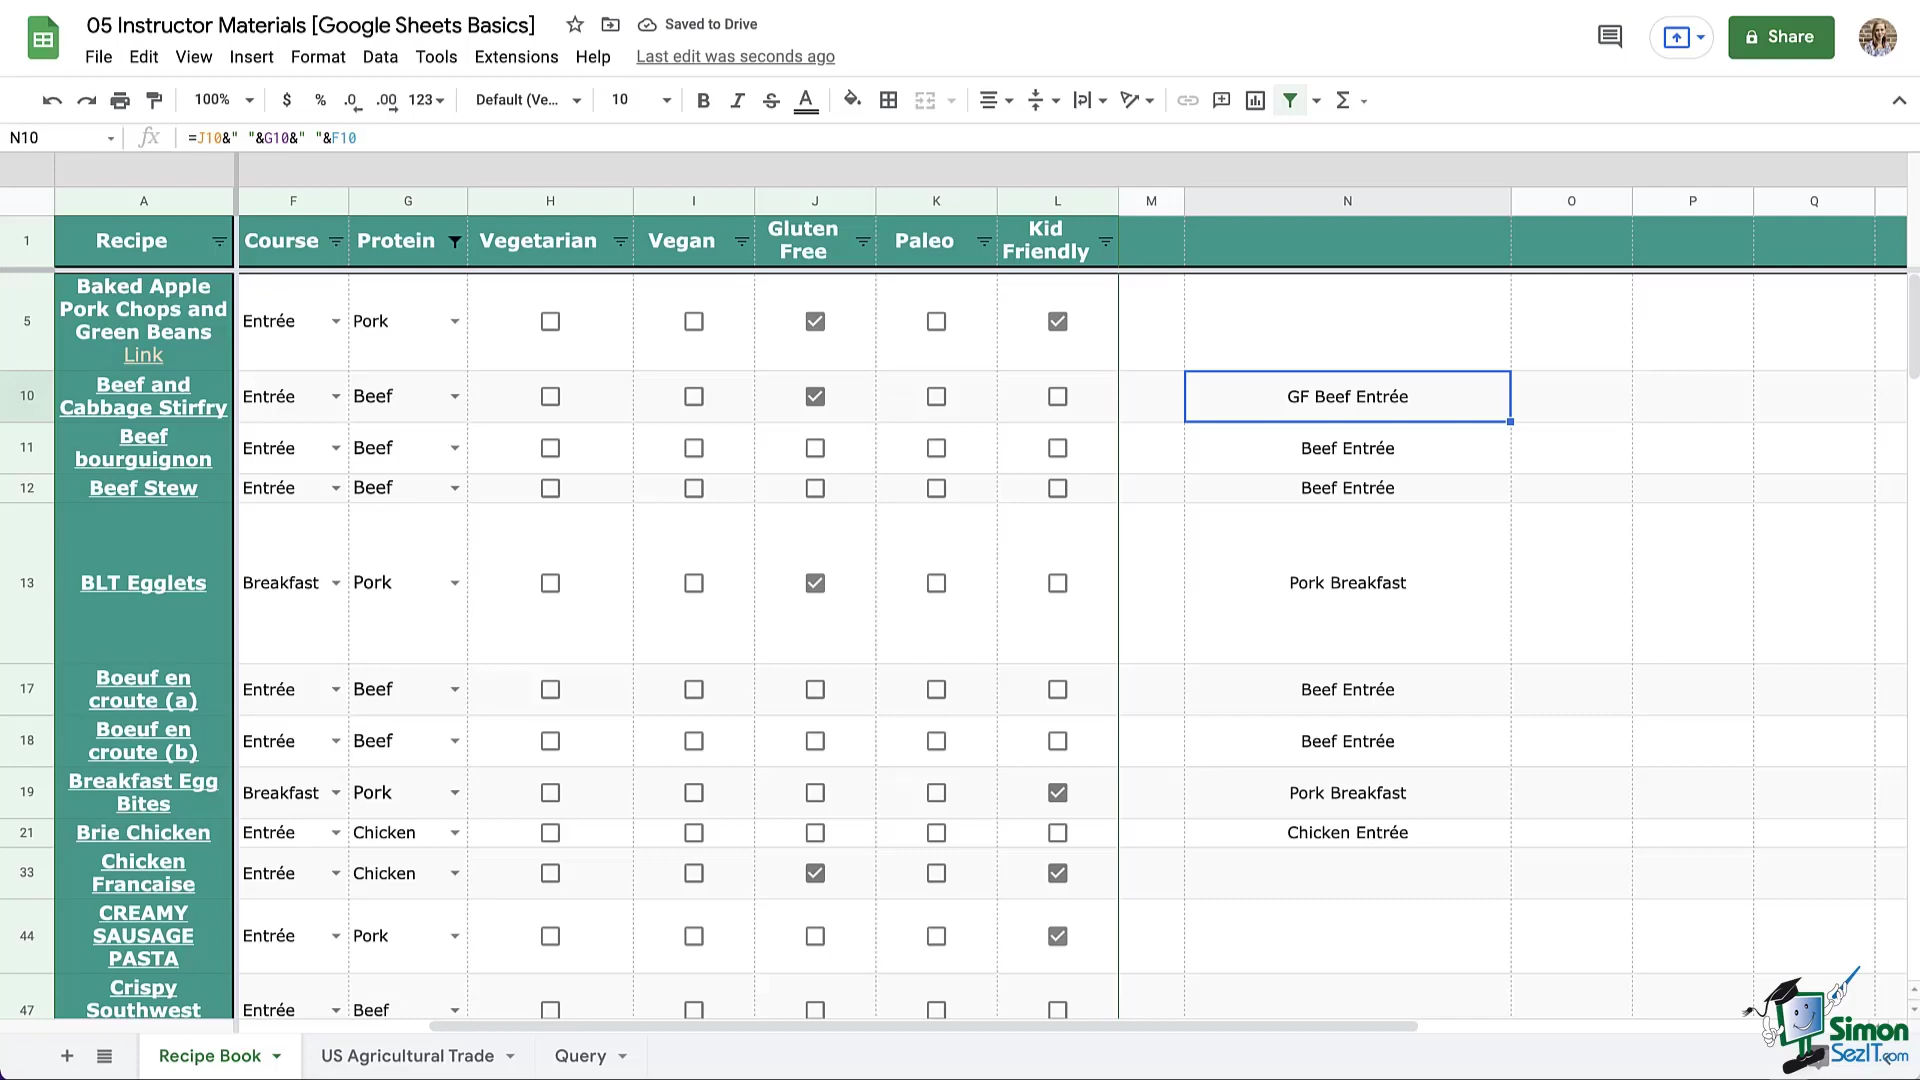 05 Instructor Materials [Google Sheets Basics]
Saved to Drive
Share
File Edit View Insert Format Data Tools Extensions Help Last edit was seconds ago
100% $ % .0 .00 123 Default (Ve... 10 B I S A Σ
N10 fx =J10&" "&G10&" "&F10
A F G H I J K L M N O P Q
1 Recipe Course Protein Vegetarian Vegan Gluten Free Paleo Kid Friendly
5 Baked Apple Pork Chops and Green Beans Link Entrée Pork
10 Beef and Cabbage Stirfry Entrée Beef GF Beef Entrée
11 Beef bourguignon Entrée Beef Beef Entrée
12 Beef Stew Entrée Beef Beef Entrée
13 BLT Egglets Breakfast Pork Pork Breakfast
17 Boeuf en croute (a) Entrée Beef Beef Entrée
18 Boeuf en croute (b) Entrée Beef Beef Entrée
19 Breakfast Egg Bites Breakfast Pork Pork Breakfast
21 Brie Chicken Entrée Chicken Chicken Entrée
33 Chicken Francaise Entrée Chicken
44 CREAMY SAUSAGE PASTA Entrée Pork
47 Crispy Southwest Entrée Beef
+ Recipe Book US Agricultural Trade Query
Simon
SezIT.com